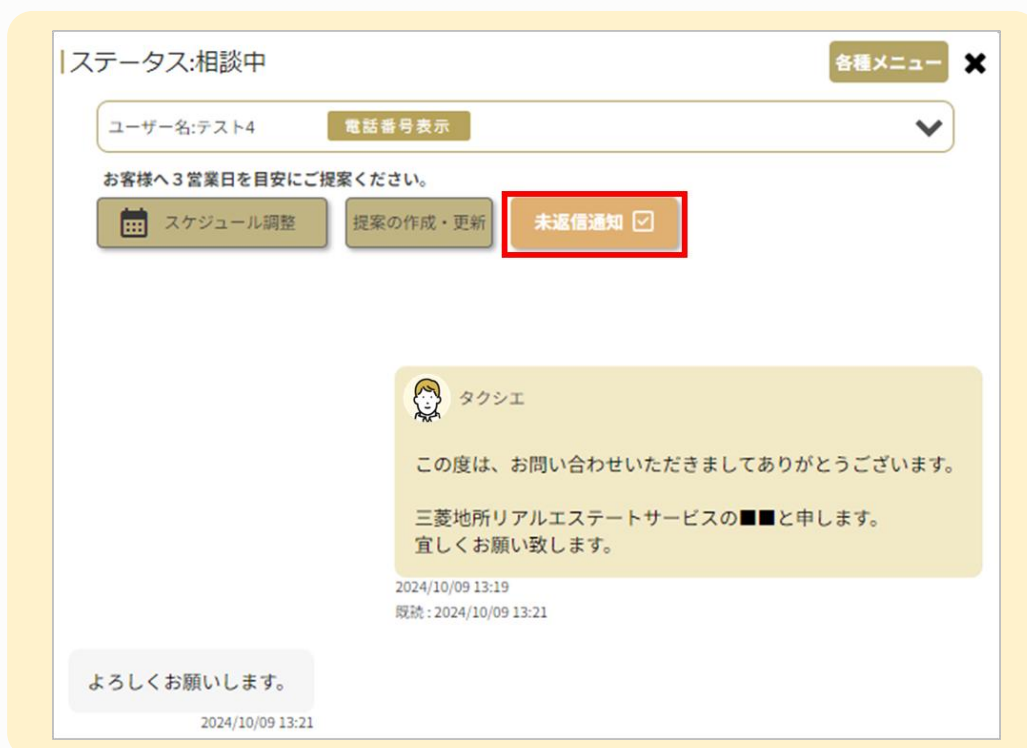 ステータス:相談中
各種メニュー
ユーザー名:テスト4
電話番号表示
お客様へ３営業日を目安にご提案ください。
スケジュール調整
提案の作成・更新
未返信通知
タクシエ
この度は、お問い合わせいただきましてありがとうございます。
三菱地所リアルエステートサービスの■■と申します。
宜しくお願い致します。
2024/10/09 13:19
既読 : 2024/10/09 13:21
よろしくお願いします。
2024/10/09 13:21